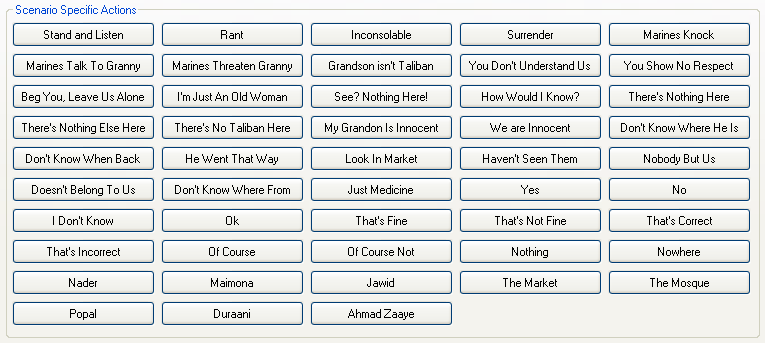 Scenario Specific Actions
Stand and Listen Rant Inconsolable Surrender Marines Knock
Marines Talk To Granny Marines Threaten Granny Grandson isn't Taliban You Don't Understand Us You Show No Respect
Beg You, Leave Us Alone I'm Just An Old Woman See? Nothing Here! How Would I Know? There's Nothing Here
There's Nothing Else Here There's No Taliban Here My Grandon Is Innocent We are Innocent Don't Know Where He Is
Don't Know When Back He Went That Way Look In Market Haven't Seen Them Nobody But Us
Doesn't Belong To Us Don't Know Where From Just Medicine Yes No
I Don't Know Ok That's Fine That's Not Fine That's Correct
That's Incorrect Of Course Of Course Not Nothing Nowhere
Nader Maimona Jawid The Market The Mosque
Popal Duraani Ahmad Zaaye